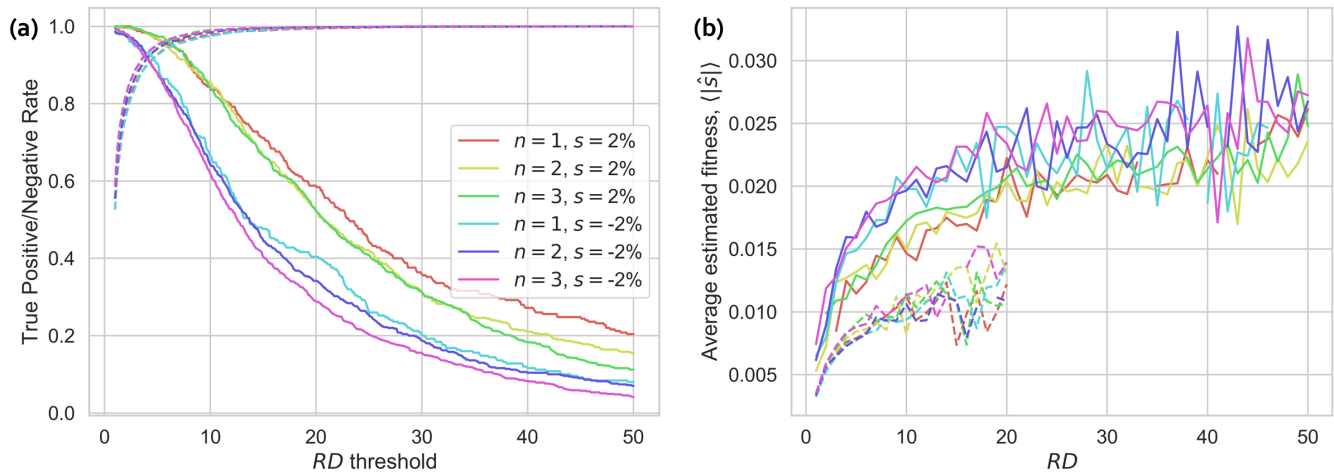 (a)
True Positive/Negative Rate
1.0
0.8
0.6
0.4
0.2
0.0
0 10 20 30 40 50
RD threshold
n = 1, s = 2%
n = 2, s = 2%
n = 3, s = 2%
n = 1, s = -2%
n = 2, s = -2%
n = 3, s = -2%
(b)
Average estimated fitness, ⟨|ŝ|⟩
0.030
0.025
0.020
0.015
0.010
0.005
0 10 20 30 40 50
RD